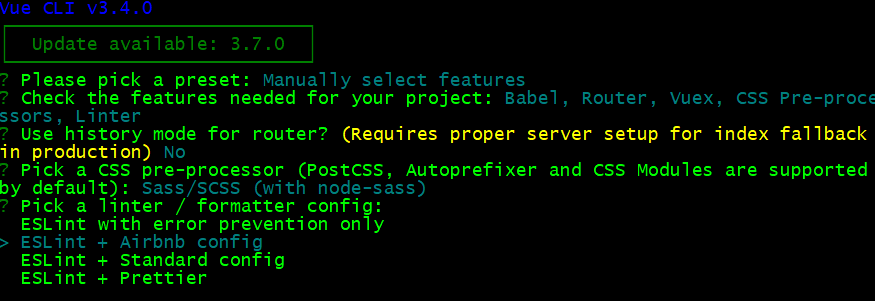 Vue CLI v3.4.0
Update available: 3.7.0
? Please pick a preset: Manually select features
? Check the features needed for your project: Babel, Router, Vuex, CSS Pre-proce
ssors, Linter
? Use history mode for router? (Requires proper server setup for index fallback
in production) No
? Pick a CSS pre-processor (PostCSS, Autoprefixer and CSS Modules are supported
by default): Sass/SCSS (with node-sass)
? Pick a linter / formatter config:
ESLint with error prevention only
> ESLint + Airbnb config
ESLint + Standard config
ESLint + Prettier